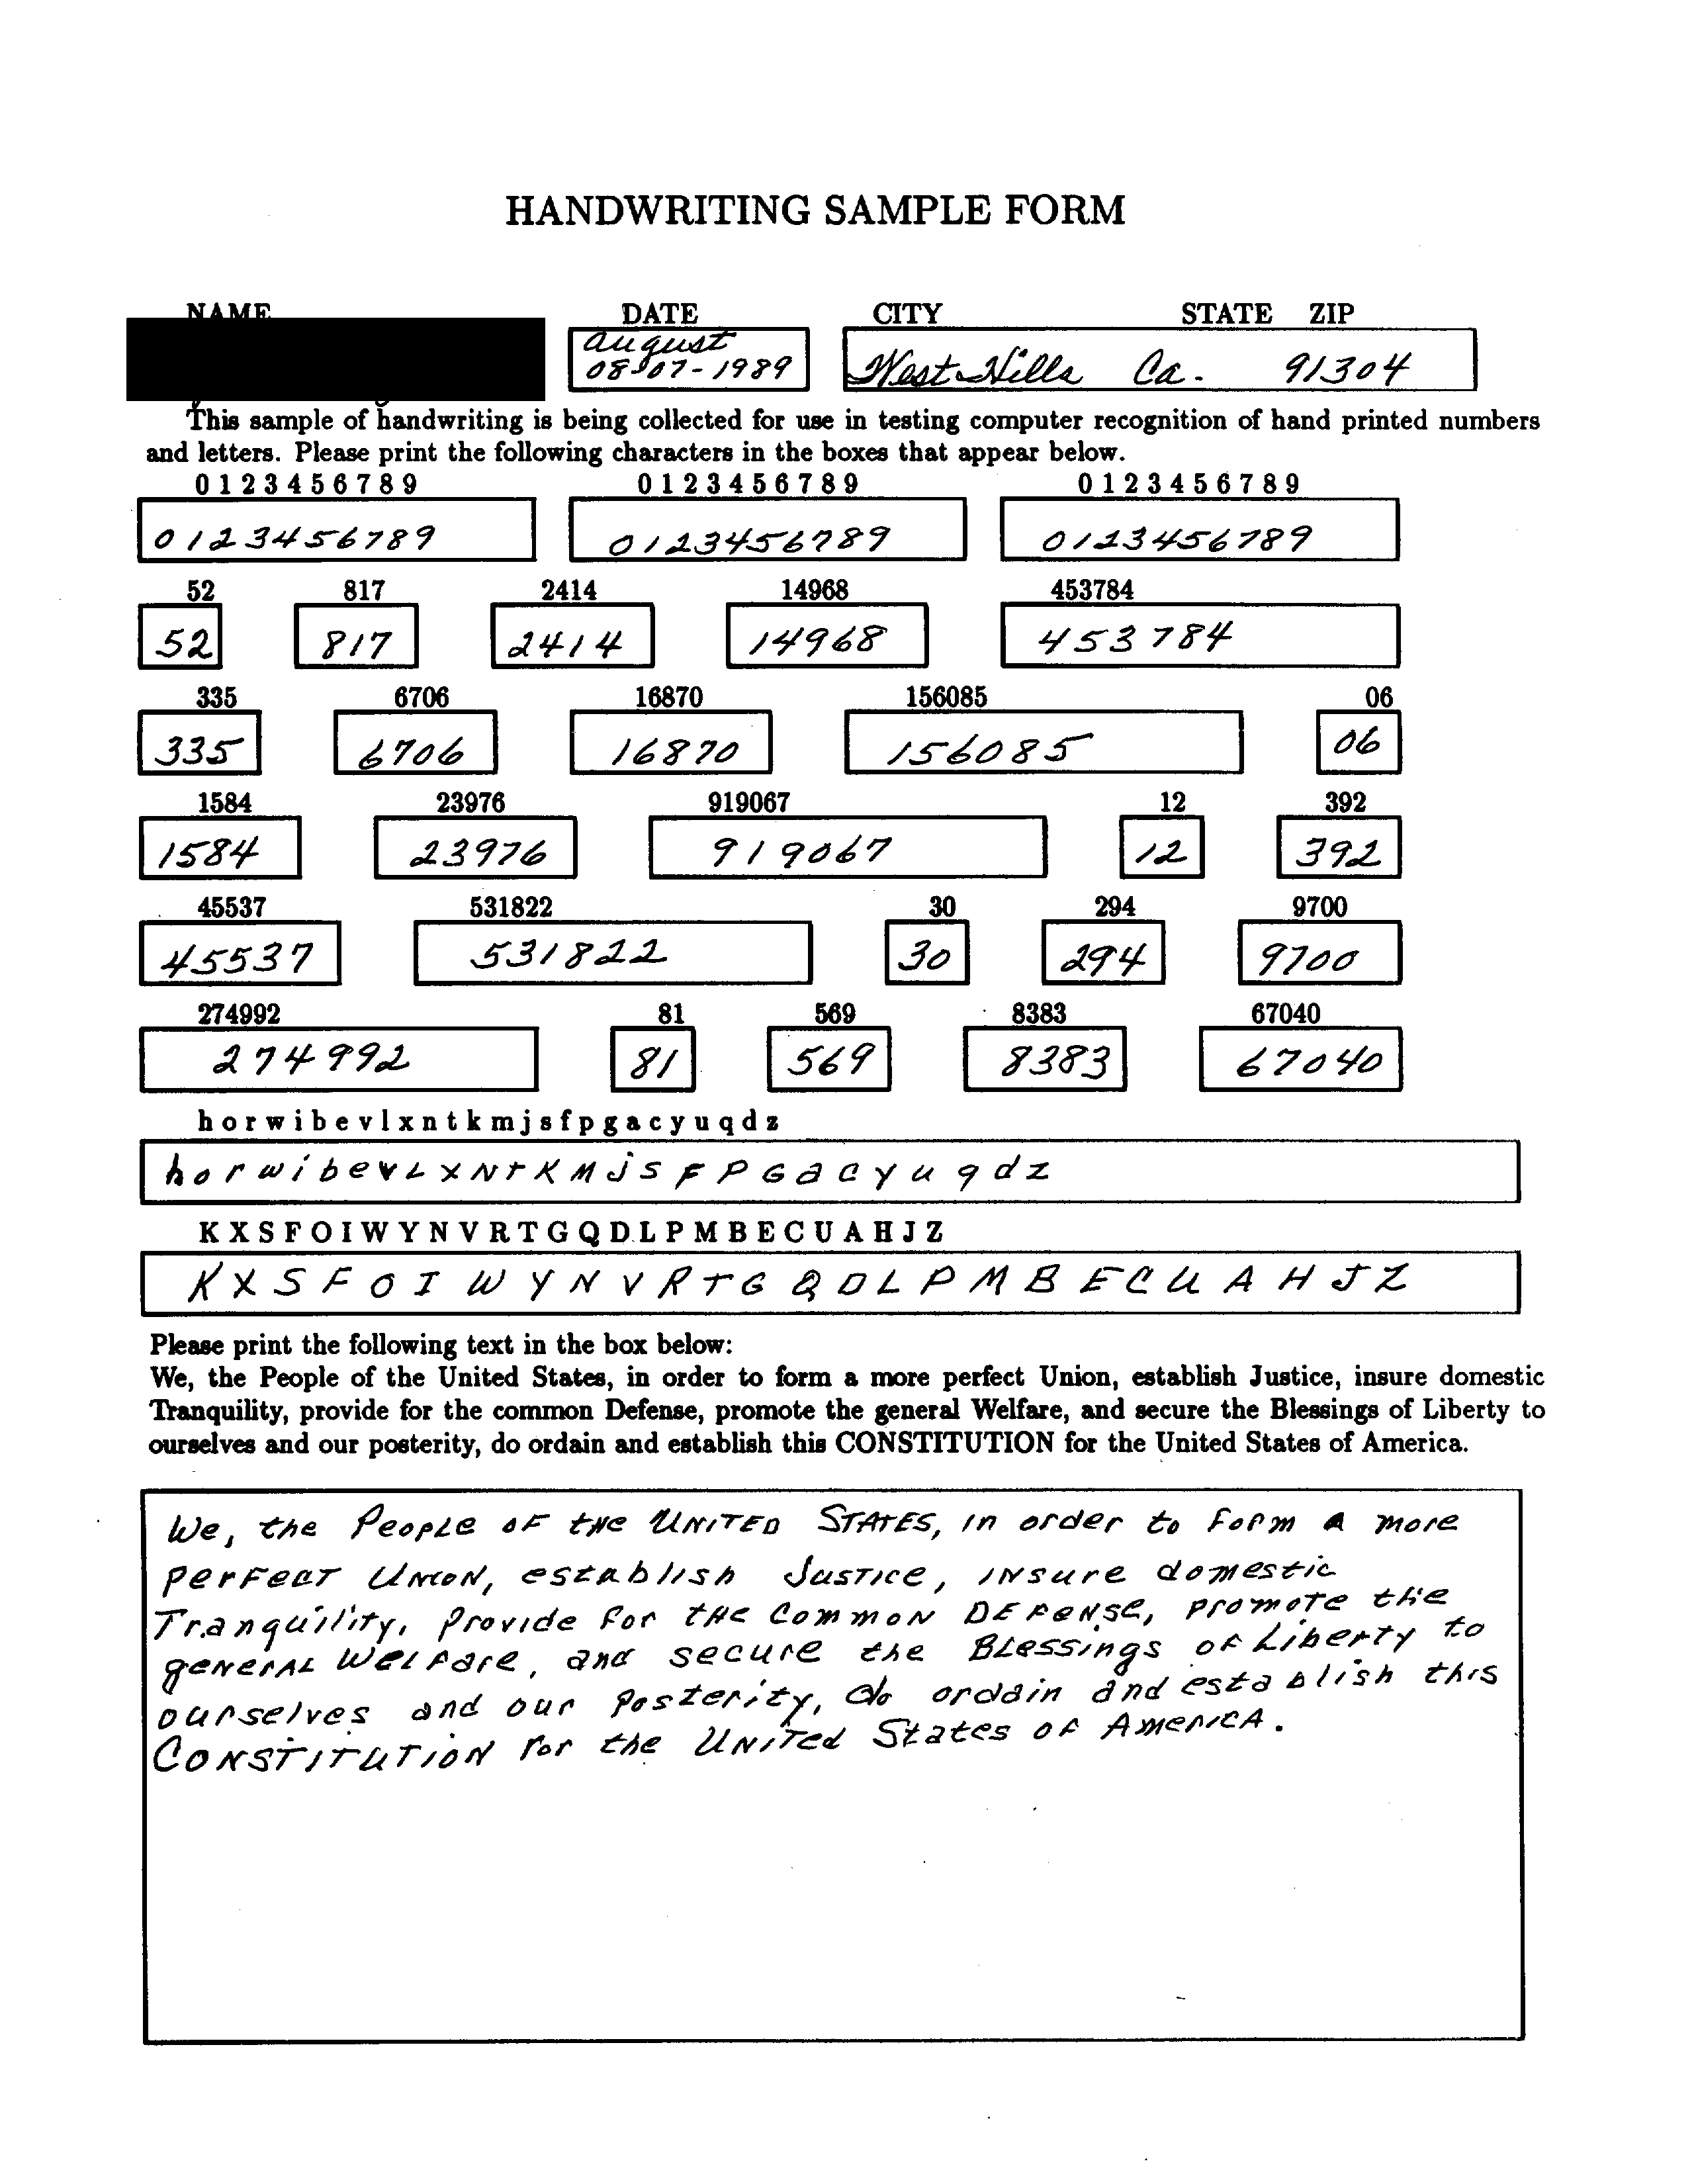 HANDWRITING SAMPLE FORM
NAME DATE CITY STATE ZIP
august
08-07-1989 West Hills Ca. 91304
This sample of handwriting is being collected for use in testing computer recognition of hand printed numbers
and letters. Please print the following characters in the boxes that appear below.
0 1 2 3 4 5 6 7 8 9 0 1 2 3 4 5 6 7 8 9 0 1 2 3 4 5 6 7 8 9
0123456789 0123456789 0123456789
52 817 2414 14968 453784
52 817 2414 14968 453784
335 6706 16870 156085 06
335 6706 16870 156085 06
1584 23976 919067 12 392
1584 23976 919067 12 392
45537 531822 30 294 9700
45537 531822 30 294 9700
274992 81 569 8383 67040
274992 81 569 8383 67040
h o r w i b e v l x n t k m j s f p g a c y u q d z
h o r w i b e v L X N t K M j S F P G a c y u q d z
K X S F O I W Y N V R T G Q D L P M B E C U A H J Z
K X S F O I W Y N V R T G Q D L P M B E C U A H J Z
Please print the following text in the box below:
We, the People of the United States, in order to form a more perfect Union, establish Justice, insure domestic
Tranquility, provide for the common Defense, promote the general Welfare, and secure the Blessings of Liberty to
ourselves and our posterity, do ordain and establish this CONSTITUTION for the United States of America.
We, the PeopLe oF tHe UNITED STATES, in order to Form A more
perFecT UnioN, estAblish JusTice, iNsure domestic
Tranquility, Provide For tHe Common DEFeNse, promoTe the
geNerAL WelFare, and secure the BLessings oF Liberty to
ourselves and our Posterity, do orddin and establish this
CONSTITUTION For the UNiTed States oF AmericA.